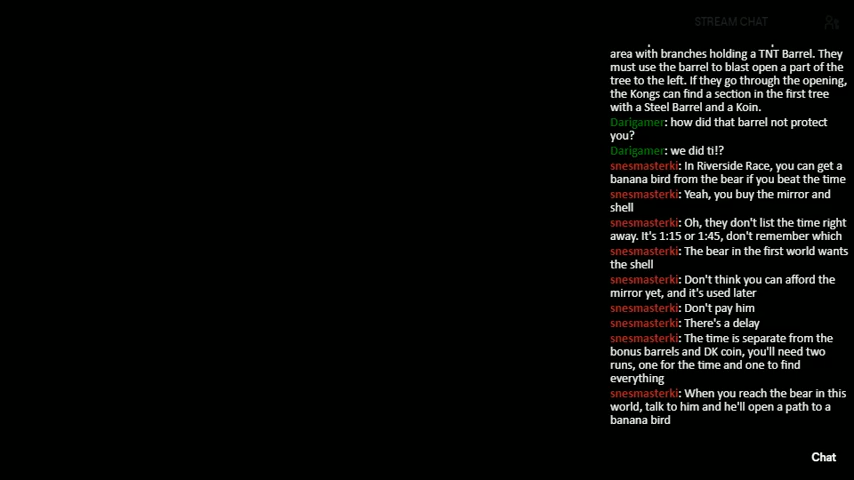 STREAM CHAT
area with branches holding a TNT Barrel. They
must use the barrel to blast open a part of the
tree to the left. If they go through the opening,
the Kongs can find a section in the first tree
with a Steel Barrel and a Koin.
Darigamer: how did that barrel not protect
you?
Darigamer: we did ti!?
snesmasterki: In Riverside Race, you can get a
banana bird from the bear if you beat the time
snesmasterki: Yeah, you buy the mirror and
shell
snesmasterki: Oh, they don't list the time right
away. It's 1:15 or 1:45, don't remember which
snesmasterki: The bear in the first world wants
the shell
snesmasterki: Don't think you can afford the
mirror yet, and it's used later
snesmasterki: Don't pay him
snesmasterki: There's a delay
snesmasterki: The time is separate from the
bonus barrels and DK coin, you'll need two
runs, one for the time and one to find
everything
snesmasterki: When you reach the bear in this
world, talk to him and he'll open a path to a
banana bird
Chat